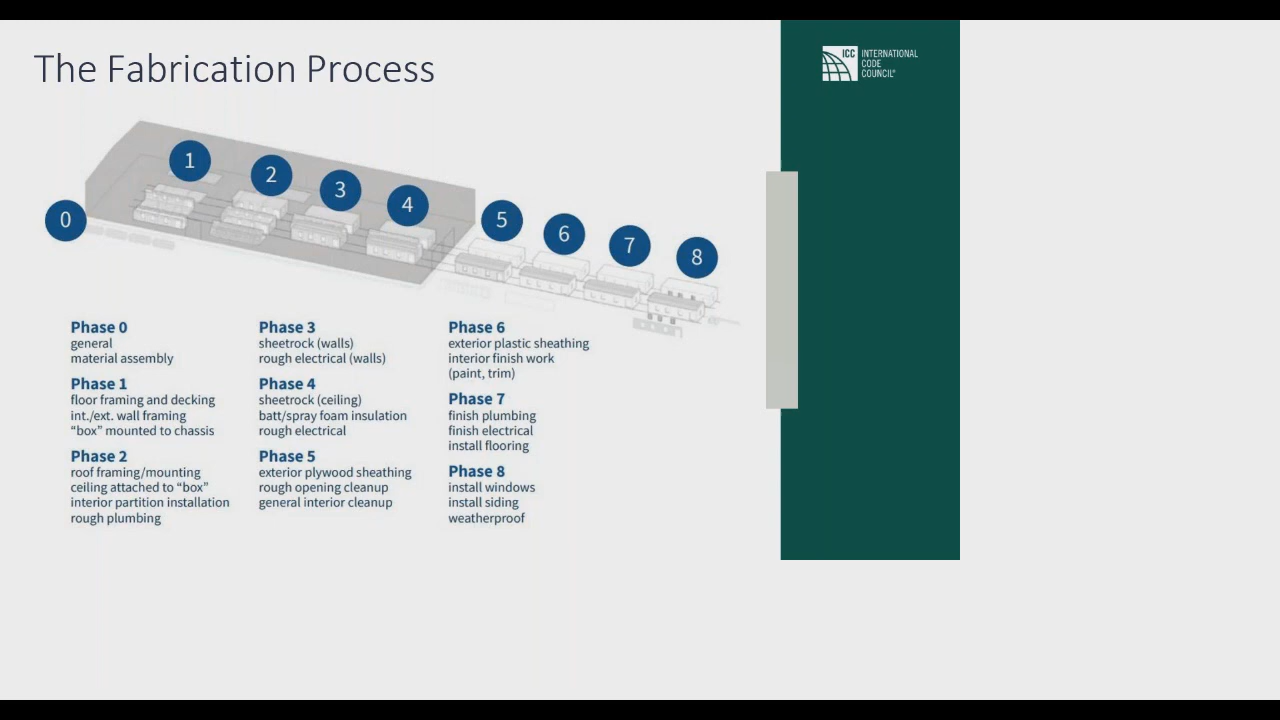 The Fabrication Process
ICC INTERNATIONAL
CODE
COUNCIL®
0
1
2
3
4
5
6
7
8
Phase 0
general
material assembly
Phase 1
floor framing and decking
int./ext. wall framing
“box” mounted to chassis
Phase 2
roof framing/mounting
ceiling attached to “box”
interior partition installation
rough plumbing
Phase 3
sheetrock (walls)
rough electrical (walls)
Phase 4
sheetrock (ceiling)
batt/spray foam insulation
rough electrical
Phase 5
exterior plywood sheathing
rough opening cleanup
general interior cleanup
Phase 6
exterior plastic sheathing
interior finish work
(paint, trim)
Phase 7
finish plumbing
finish electrical
install flooring
Phase 8
install windows
install siding
weatherproof